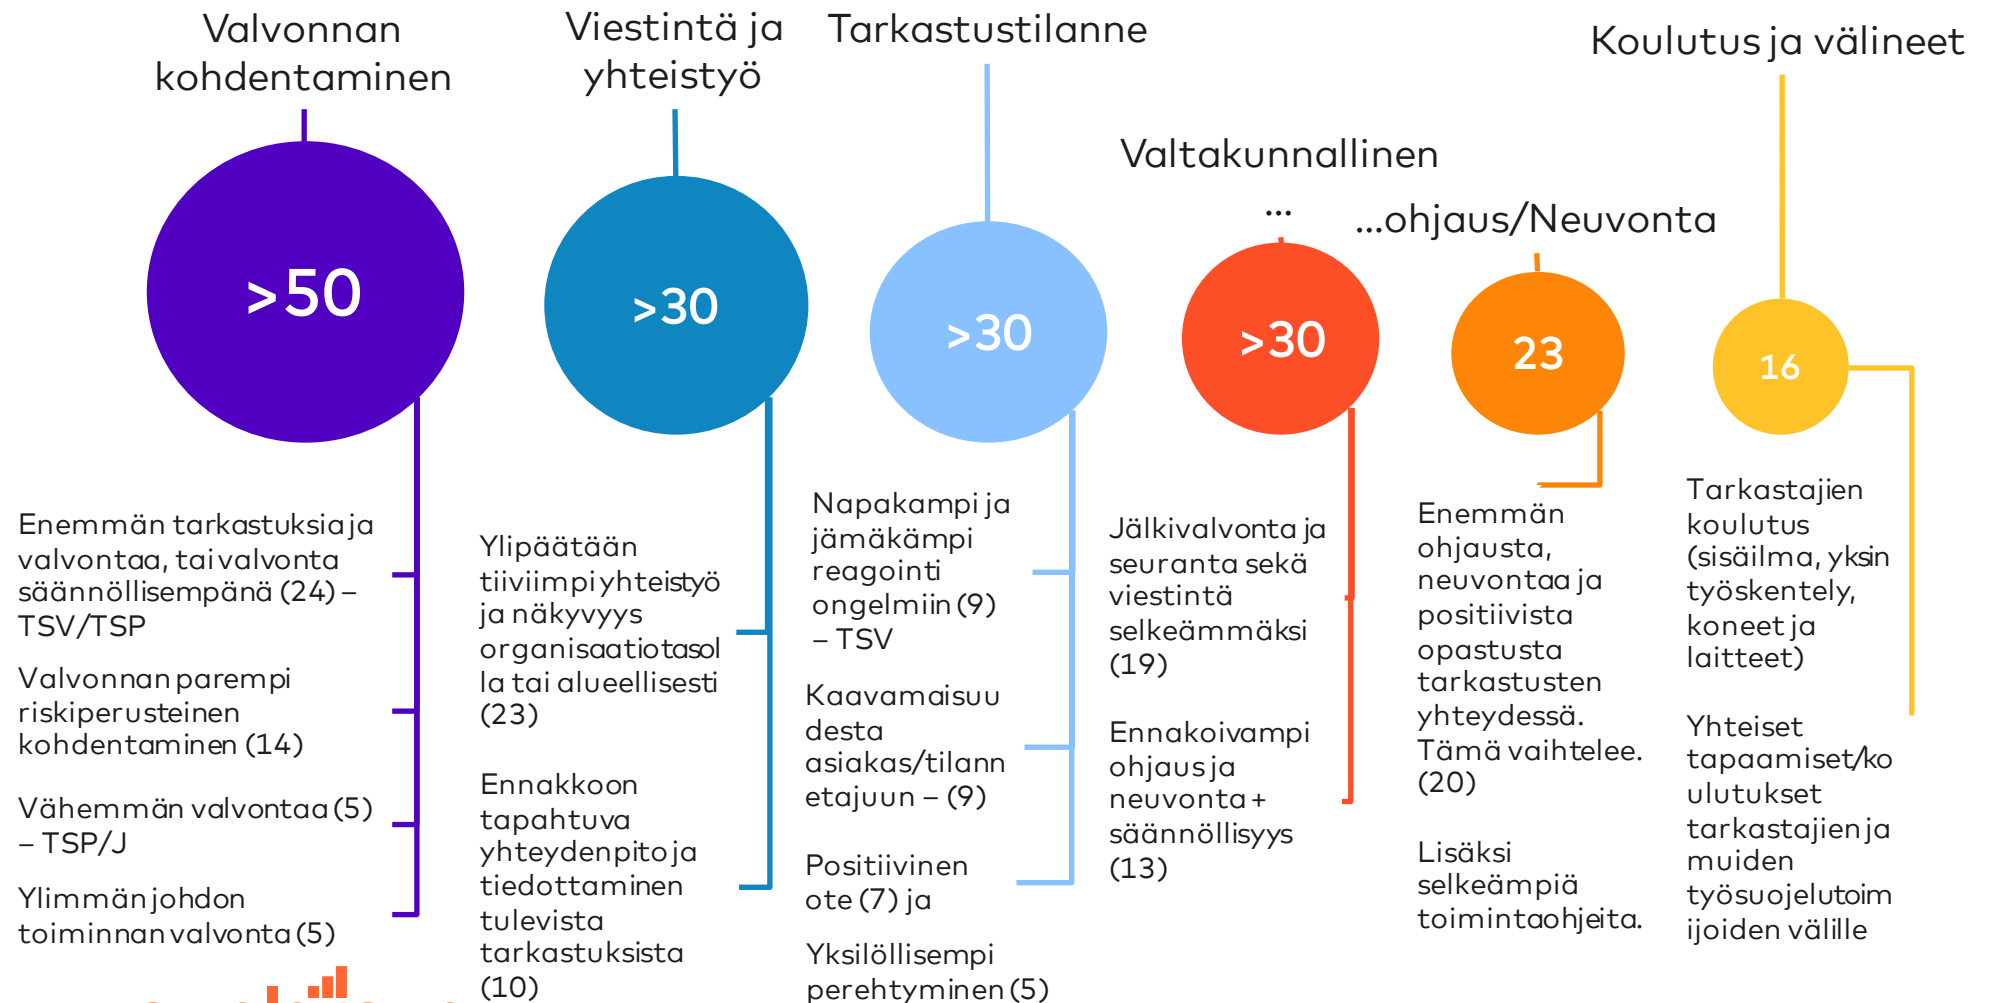 Valvonnan
kohdentaminen
>50
Enemmän tarkastuksia ja
valvontaa, tai valvonta
säännöllisempänä (24) –
TSV/TSP
Valvonnan parempi
riskiperusteinen
kohdentaminen (14)
Vähemmän valvontaa (5)
– TSP/J
Ylimmän johdon
toiminnan valvonta (5)
Viestintä ja
yhteistyö
>30
Ylipäätään
tiiviimpi yhteistyö
ja näkyvyys
organisaatiotasol
la tai alueellisesti
(23)
Ennakkoon
tapahtuva
yhteydenpito ja
tiedottaminen
tulevista
tarkastuksista
(10)
Tarkastustilanne
>30
Napakampi ja
jämäkämpi
reagointi
ongelmiin (9)
– TSV
Kaavamaisuu
desta
asiakas/tilann
etajuun – (9)
Positiivinen
ote (7) ja
Yksilöllisempi
perehtyminen (5)
Valtakunnallinen
...
>30
Jälkivalvonta ja
seuranta sekä
viestintä
selkeämmäksi
(19)
Ennakoivampi
ohjaus ja
neuvonta +
säännöllisyys
(13)
...ohjaus/Neuvonta
23
Enemmän
ohjausta,
neuvontaa ja
positiivista
opastusta
tarkastusten
yhteydessä.
Tämä vaihtelee.
(20)
Lisäksi
selkeämpiä
toimintaohjeita.
Koulutus ja välineet
16
Tarkastajien
koulutus
(sisäilma, yksin
työskentely,
koneet ja
laitteet)
Yhteiset
tapaamiset/ko
ulutukset
tarkastajien ja
muiden
työsuojelutoim
ijoiden välille